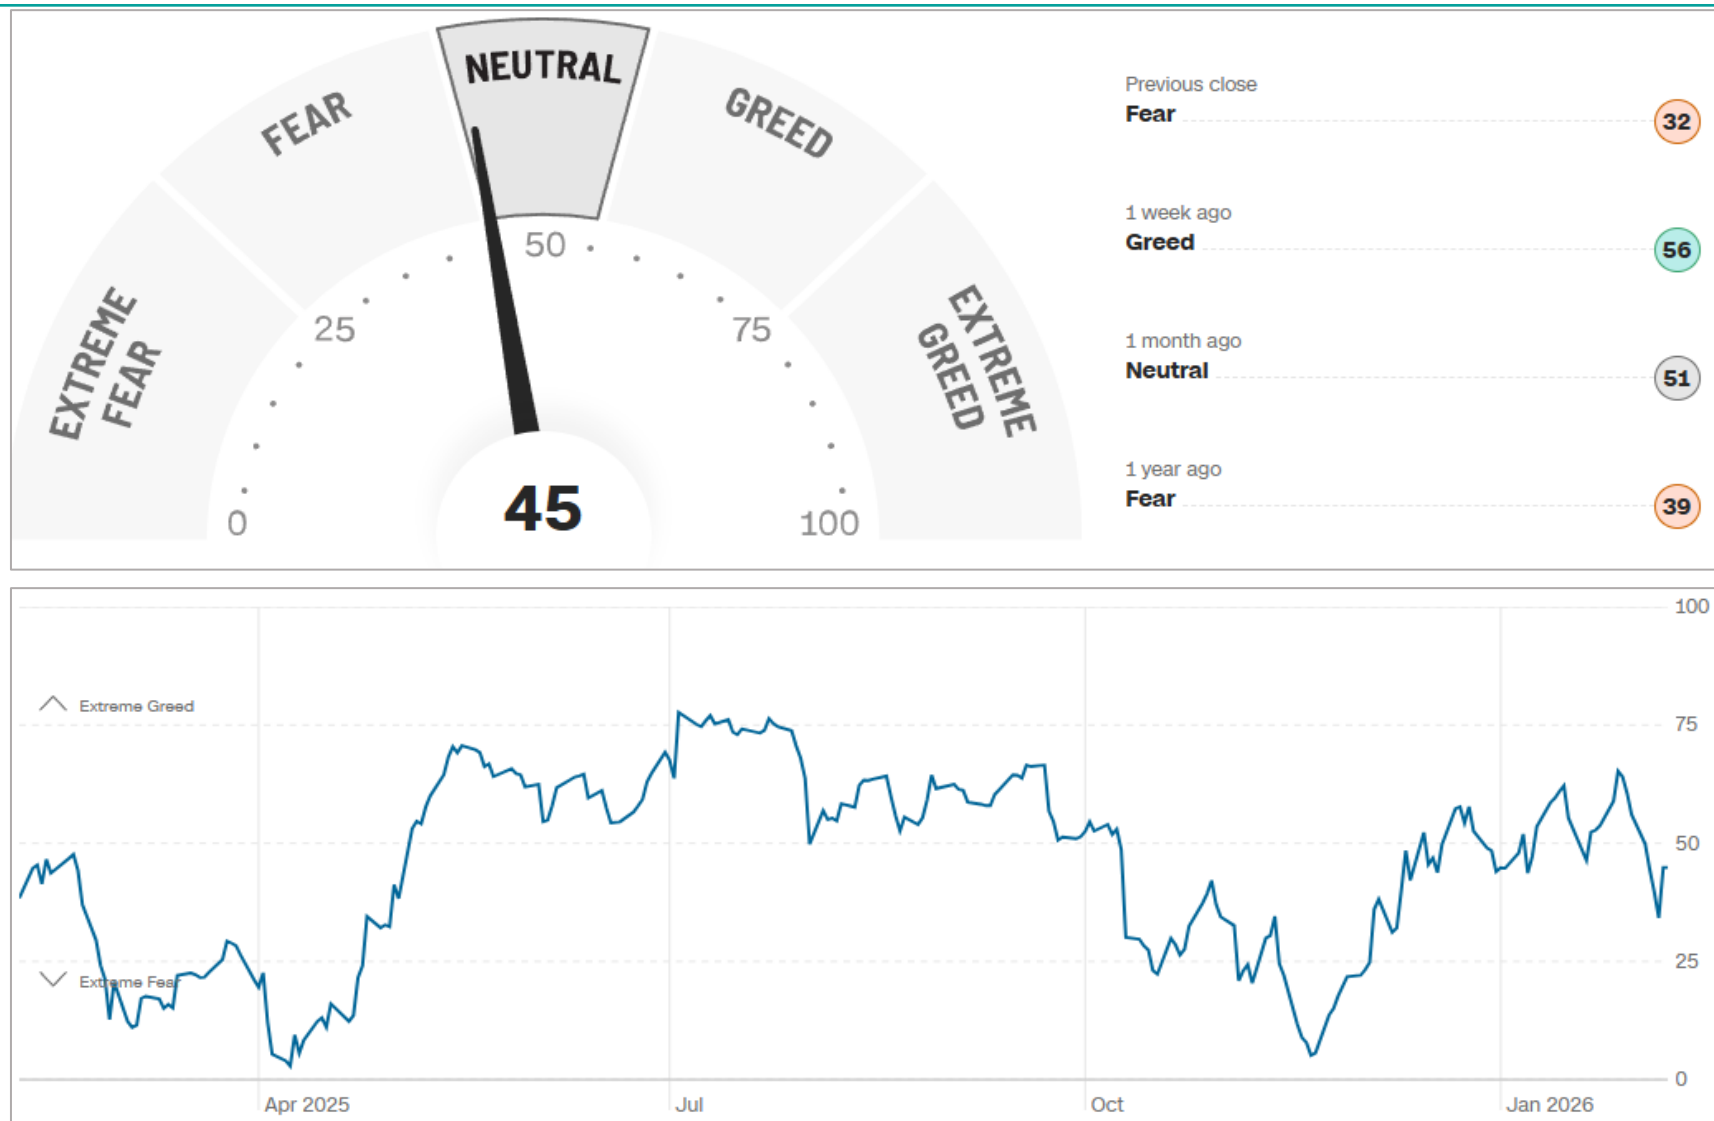 NEUTRAL
FEAR
GREED
EXTREME
FEAR
EXTREME
GREED
0
25
50
75
100
45
Previous close
Fear
32
1 week ago
Greed
56
1 month ago
Neutral
51
1 year ago
Fear
39
100
Extreme Greed
75
50
25
Extreme Fear
0
Apr 2025
Jul
Oct
Jan 2026